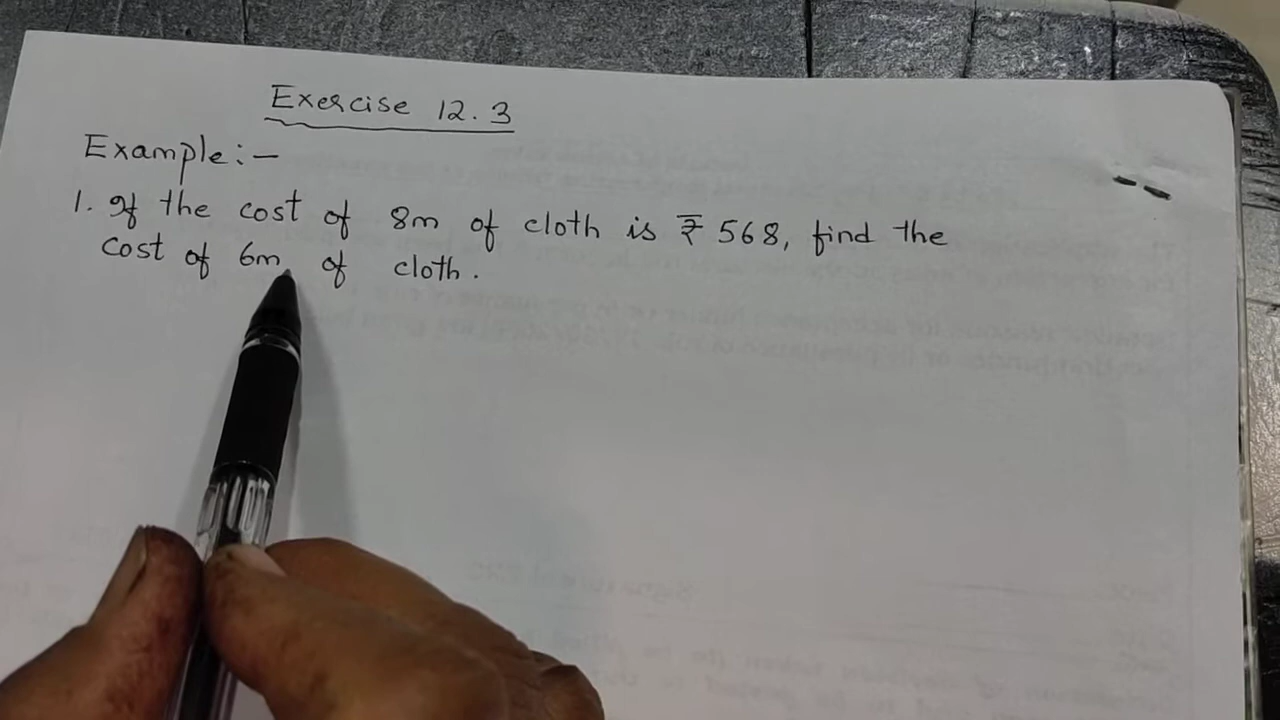 Exercise 12.3
Example:-
1. If the cost of 8m of cloth is ₹ 568, find the
cost of 6m of cloth.